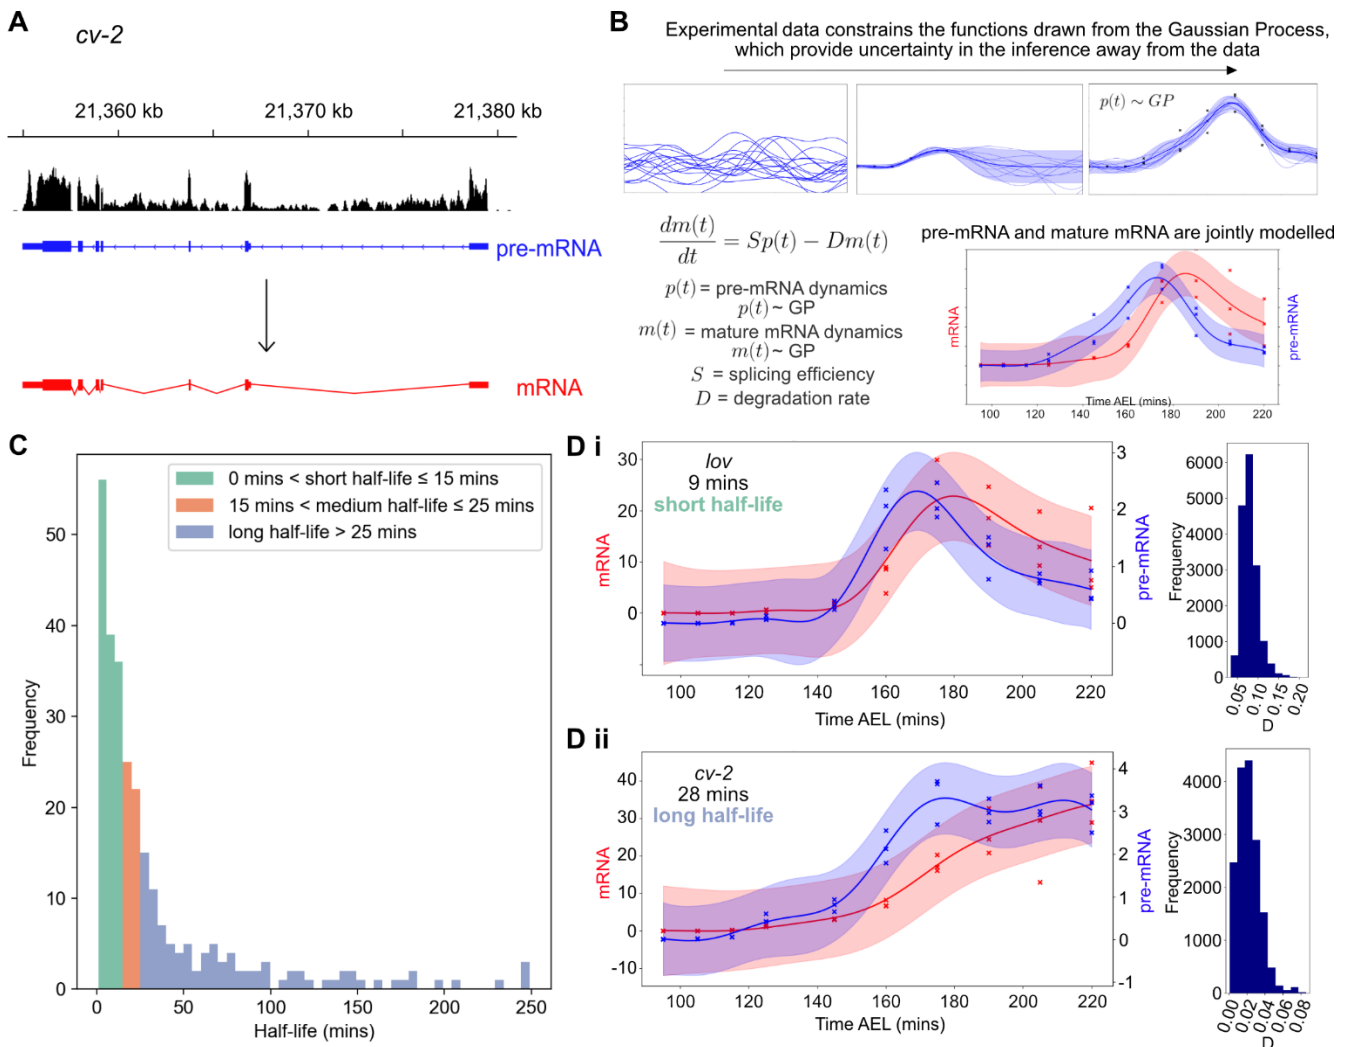 A
cv-2
21,360 kb
21,370 kb
21,380 kb
pre-mRNA
mRNA
B
Experimental data constrains the functions drawn from the Gaussian Process,
which provide uncertainty in the inference away from the data
p(t) ~ GP
dm(t)/dt = Sp(t) − Dm(t)
p(t) = pre-mRNA dynamics
p(t) ~ GP
m(t) = mature mRNA dynamics
m(t) ~ GP
S = splicing efficiency
D = degradation rate
pre-mRNA and mature mRNA are jointly modelled
mRNA
pre-mRNA
100 120 140 160 180 200 220
Time AEL (mins)
C
0 mins < short half-life ≤ 15 mins
15 mins < medium half-life ≤ 25 mins
long half-life > 25 mins
Frequency
50
40
30
20
10
0
0 50 100 150 200 250
Half-life (mins)
D i
lov
9 mins
short half-life
mRNA
30
20
10
0
pre-mRNA
3
2
1
0
100 120 140 160 180 200 220
Time AEL (mins)
Frequency
6000
5000
4000
3000
2000
1000
0
0.05 0.10 0.15 0.20
D
D ii
cv-2
28 mins
long half-life
mRNA
40
30
20
10
0
-10
pre-mRNA
4
3
2
1
0
-1
100 120 140 160 180 200 220
Time AEL (mins)
Frequency
4000
3000
2000
1000
0
0.00 0.02 0.04 0.06 0.08
D